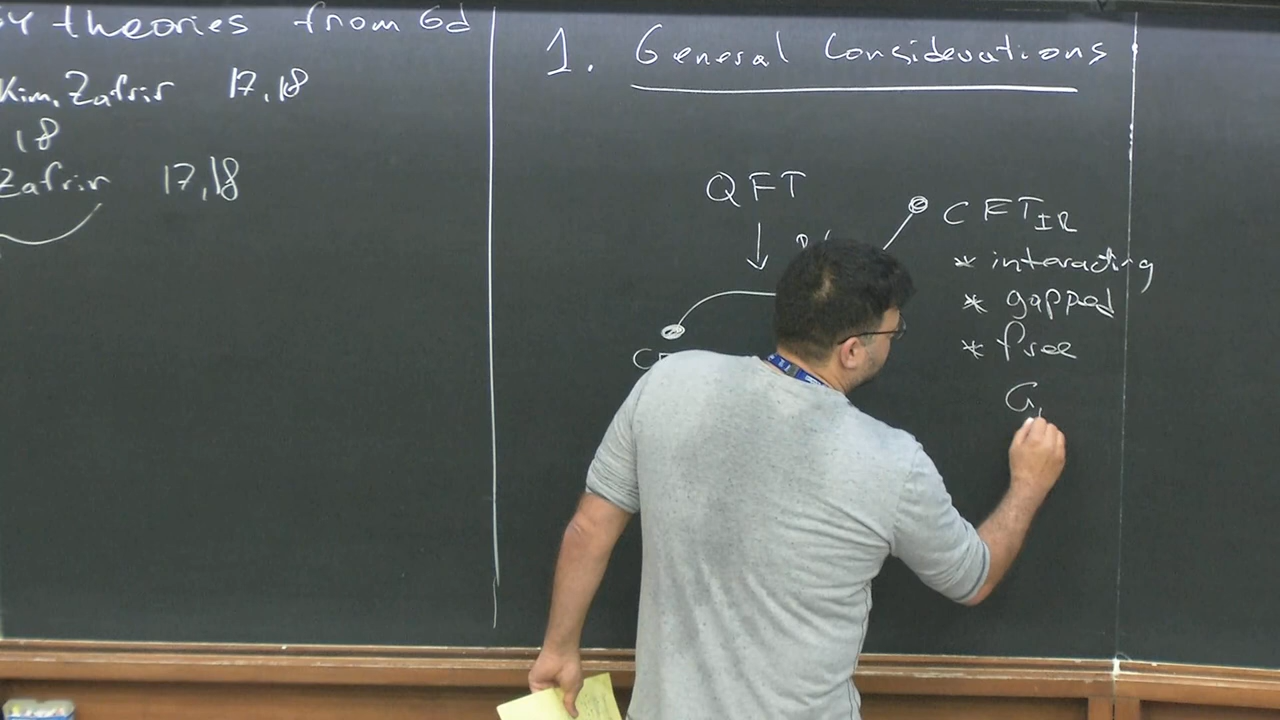 theories from 6d
Kim, Zafrir 17,18
18
Zafrir 17,18
1. General Considerations
QFT
CFT_IR
* interacting
* gapped
* free
G